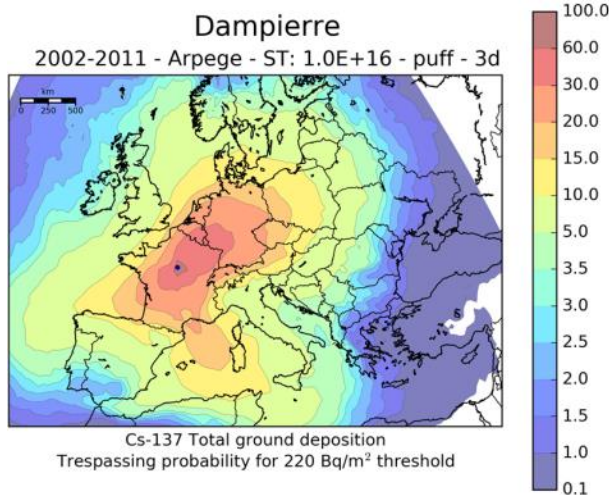 Dampierre
2002-2011 - Arpege - ST: 1.0E+16 - puff - 3d
km
0 250 500
Cs-137 Total ground deposition
Trespassing probability for 220 Bq/m² threshold
100.0
60.0
30.0
20.0
15.0
10.0
5.0
3.5
3.0
2.5
2.0
1.5
1.0
0.1